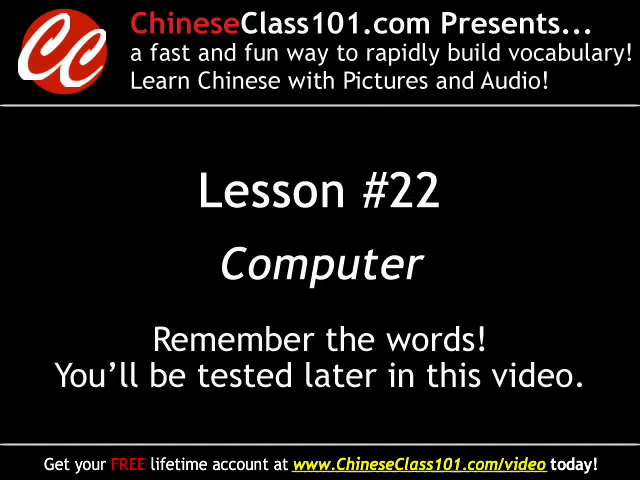 CC
ChineseClass101.com Presents...
a fast and fun way to rapidly build vocabulary!
Learn Chinese with Pictures and Audio!
Lesson #22
Computer
Remember the words!
You'll be tested later in this video.
Get your FREE lifetime account at www.ChineseClass101.com/video today!